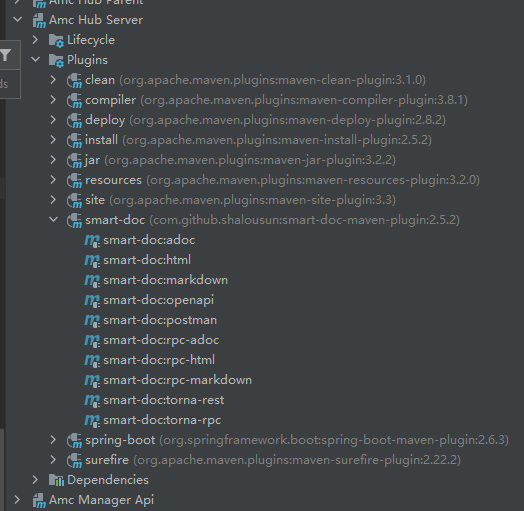 Amc Hub Parent
Amc Hub Server
Lifecycle
Plugins
ds
clean (org.apache.maven.plugins:maven-clean-plugin:3.1.0)
compiler (org.apache.maven.plugins:maven-compiler-plugin:3.8.1)
deploy (org.apache.maven.plugins:maven-deploy-plugin:2.8.2)
install (org.apache.maven.plugins:maven-install-plugin:2.5.2)
jar (org.apache.maven.plugins:maven-jar-plugin:3.2.2)
resources (org.apache.maven.plugins:maven-resources-plugin:3.2.0)
site (org.apache.maven.plugins:maven-site-plugin:3.3)
smart-doc (com.github.shalousun:smart-doc-maven-plugin:2.5.2)
smart-doc:adoc
smart-doc:html
smart-doc:markdown
smart-doc:openapi
smart-doc:postman
smart-doc:rpc-adoc
smart-doc:rpc-html
smart-doc:rpc-markdown
smart-doc:torna-rest
smart-doc:torna-rpc
spring-boot (org.springframework.boot:spring-boot-maven-plugin:2.6.3)
surefire (org.apache.maven.plugins:maven-surefire-plugin:2.22.2)
Dependencies
Amc Manager Api